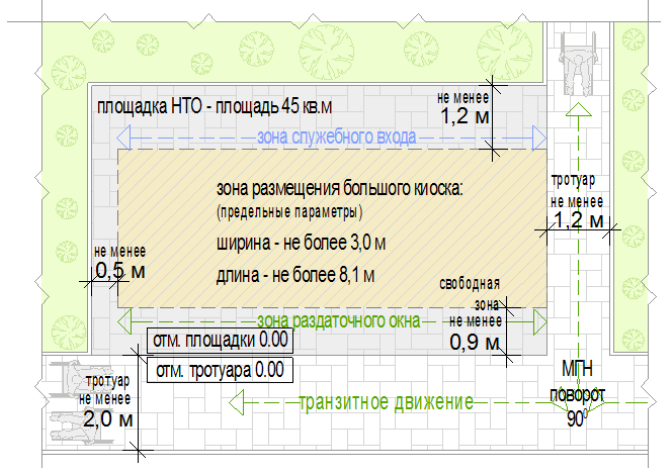 площадка НТО - площадь 45 кв.м
не менее
1,2 м
зона служебного входа
зона размещения большого киоска:
(предельные параметры)
ширина - не более 3,0 м
длина - не более 8,1 м
тротуар
не менее
1,2 м
не менее
0,5 м
свободная
зона
не менее
0,9 м
зона раздаточного окна
отм. площадки 0.00
отм. тротуара 0.00
тротуар
не менее
2,0 м
транзитное движение
МГН
поворот
90⁰